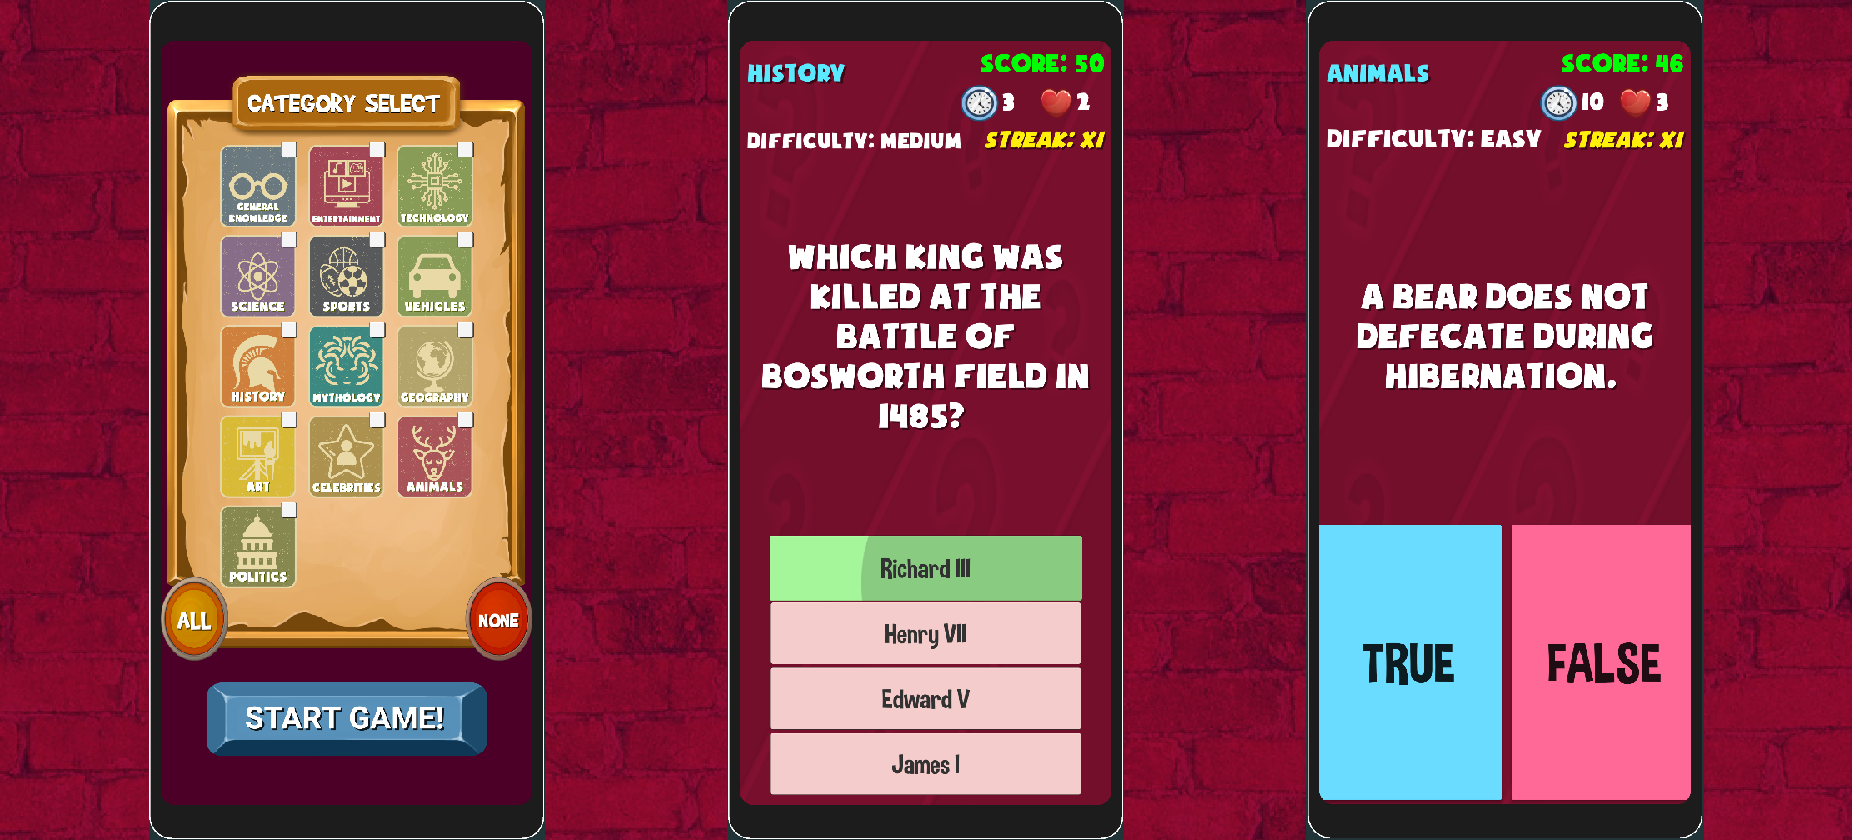 CATEGORY SELECT
GENERAL
KNOWLEDGE
ENTERTAINMENT
TECHNOLOGY
SCIENCE
SPORTS
VEHICLES
HISTORY
MYTHOLOGY
GEOGRAPHY
ART
CELEBRITIES
ANIMALS
POLITICS
ALL
NONE
START GAME!
HISTORY
SCORE: 50
3
2
DIFFICULTY: MEDIUM
STREAK: X1
WHICH KING WAS
KILLED AT THE
BATTLE OF
BOSWORTH FIELD IN
1485?
Richard III
Henry VII
Edward V
James I
ANIMALS
SCORE: 46
10
3
DIFFICULTY: EASY
STREAK: X1
A BEAR DOES NOT
DEFECATE DURING
HIBERNATION.
TRUE
FALSE